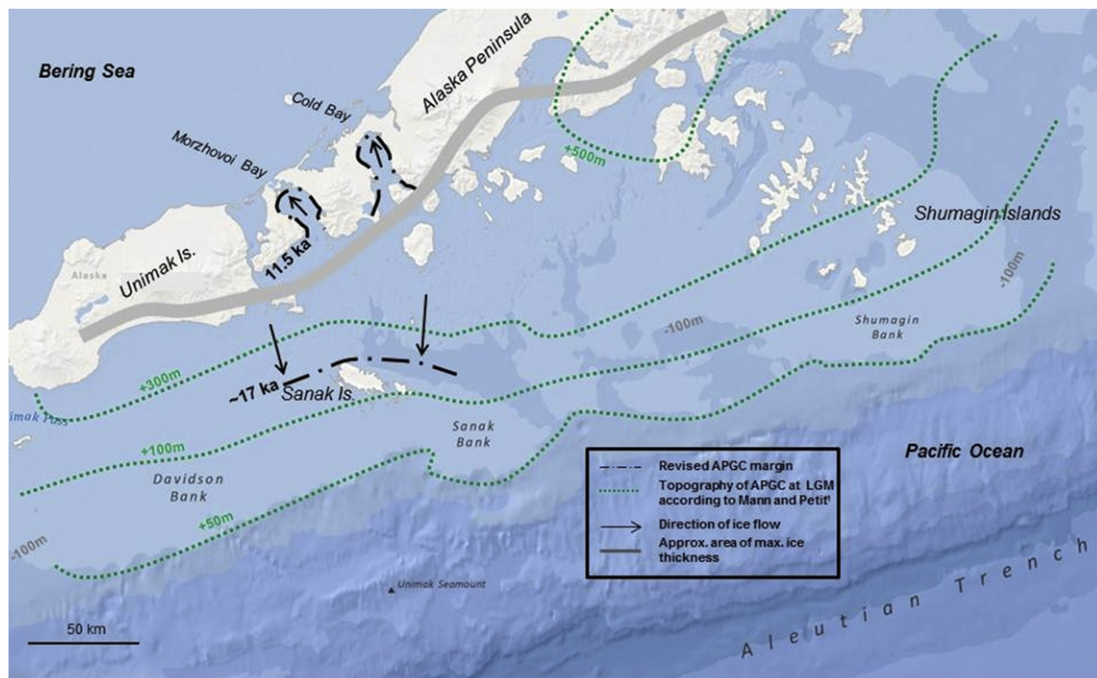 Bering Sea
Cold Bay
Alaska Peninsula
Morzhovoi Bay
+500m
Shumagin Islands
11.5 ka
Unimak Is.
Alaska
-100m
-100m
Shumagin
Bank
+300m
~17 ka
Sanak Is.
imak Pass
Sanak
Bank
+100m
Davidson
Bank
Pacific Ocean
+50m
-100m
Revised APGC margin
Topography of APGC at LGM
according to Mann and Petit¹
Direction of ice flow
Approx. area of max. ice
thickness
Unimak Seamount
Aleutian Trench
50 km